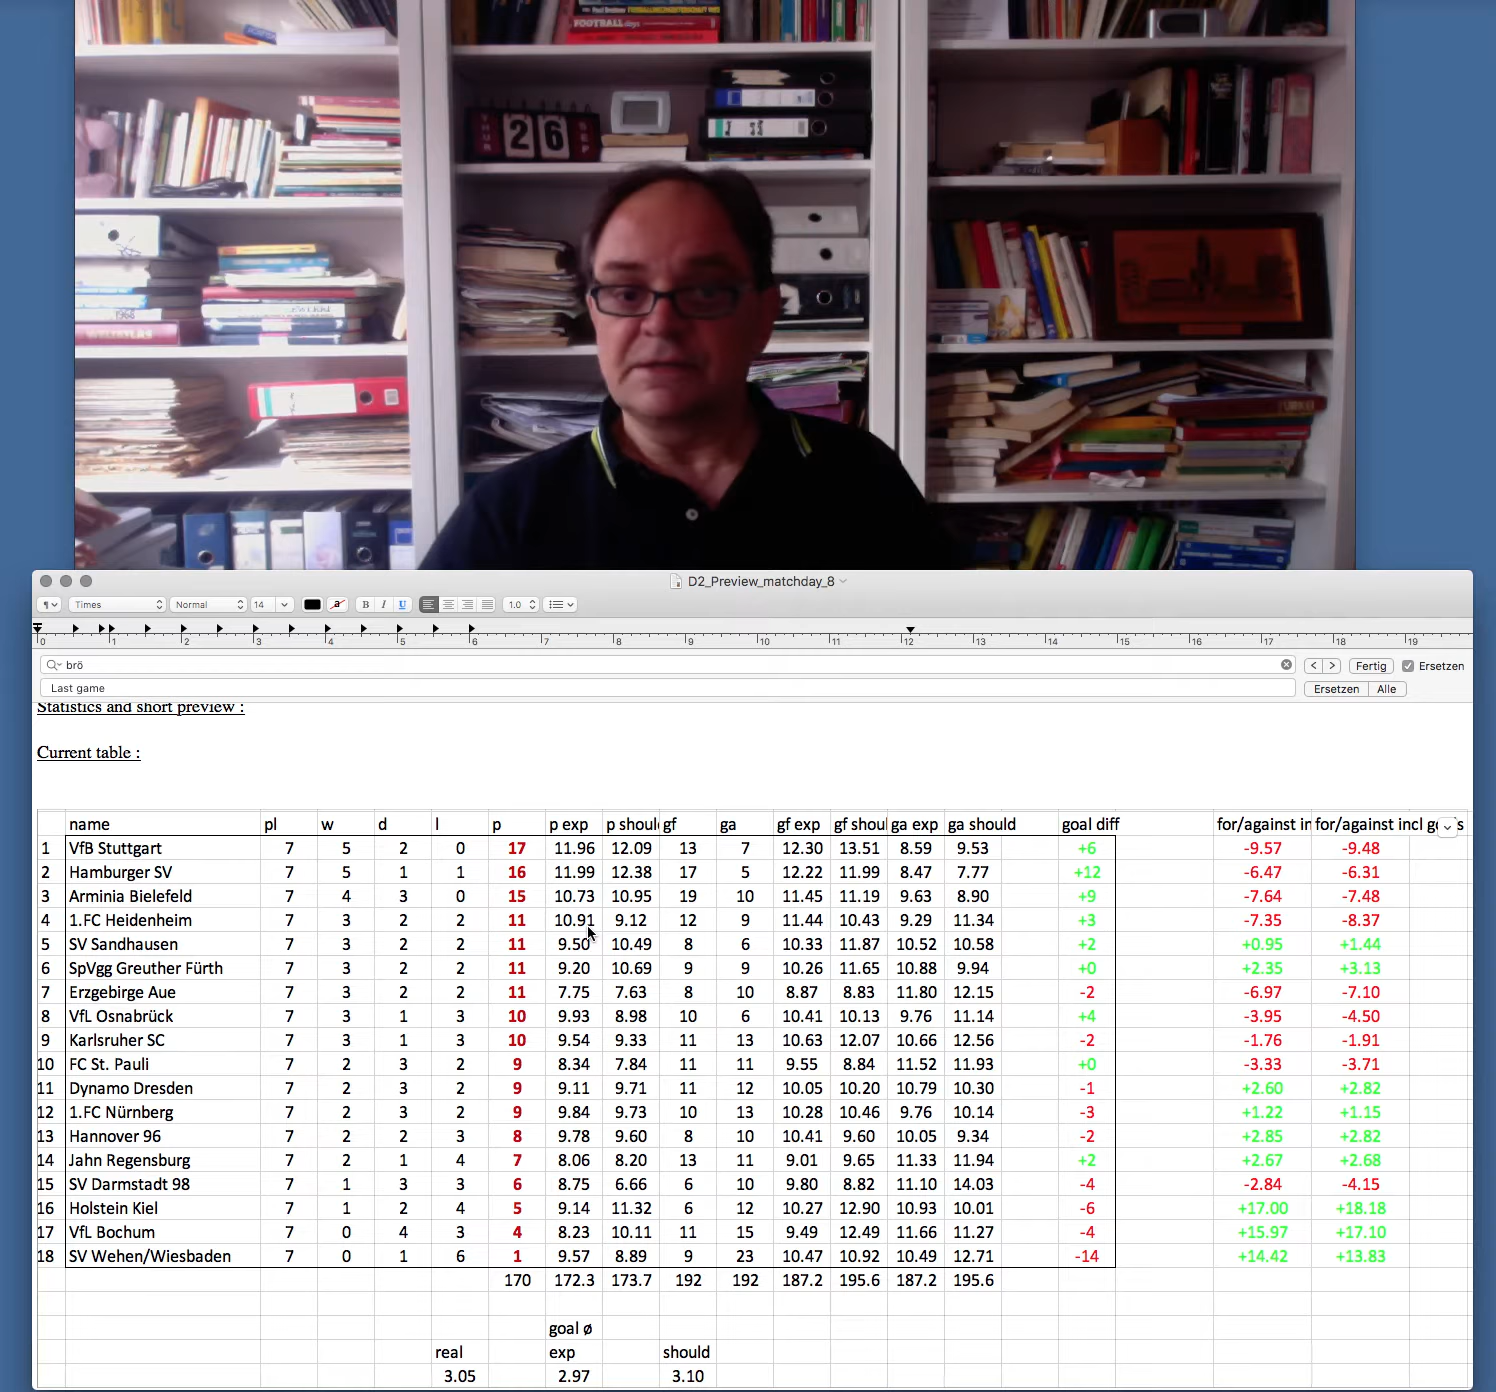 FOOTBALL
THUR 26 SEP
1968
D2_Preview_matchday_8
¶ Times Normal 14 a B I U 1.0
0 1 2 3 4 5 6 7 8 9 10 11 12 13 14 15 16 17 18 19
brö < > Fertig Ersetzen
Last game Ersetzen Alle
Statistics and short preview :
Current table :
name pl w d l p p exp p shoul gf ga gf exp gf shoul ga exp ga should goal diff for/against in for/against incl go s
1 VfB Stuttgart 7 5 2 0 17 11.96 12.09 13 7 12.30 13.51 8.59 9.53 +6 -9.57 -9.48
2 Hamburger SV 7 5 1 1 16 11.99 12.38 17 5 12.22 11.99 8.47 7.77 +12 -6.47 -6.31
3 Arminia Bielefeld 7 4 3 0 15 10.73 10.95 19 10 11.45 11.19 9.63 8.90 +9 -7.64 -7.48
4 1.FC Heidenheim 7 3 2 2 11 10.91 9.12 12 9 11.44 10.43 9.29 11.34 +3 -7.35 -8.37
5 SV Sandhausen 7 3 2 2 11 9.50 10.49 8 6 10.33 11.87 10.52 10.58 +2 +0.95 +1.44
6 SpVgg Greuther Fürth 7 3 2 2 11 9.20 10.69 9 9 10.26 11.65 10.88 9.94 +0 +2.35 +3.13
7 Erzgebirge Aue 7 3 2 2 11 7.75 7.63 8 10 8.87 8.83 11.80 12.15 -2 -6.97 -7.10
8 VfL Osnabrück 7 3 1 3 10 9.93 8.98 10 6 10.41 10.13 9.76 11.14 +4 -3.95 -4.50
9 Karlsruher SC 7 3 1 3 10 9.54 9.33 11 13 10.63 12.07 10.66 12.56 -2 -1.76 -1.91
10 FC St. Pauli 7 2 3 2 9 8.34 7.84 11 11 9.55 8.84 11.52 11.93 +0 -3.33 -3.71
11 Dynamo Dresden 7 2 3 2 9 9.11 9.71 11 12 10.05 10.20 10.79 10.30 -1 +2.60 +2.82
12 1.FC Nürnberg 7 2 3 2 9 9.84 9.73 10 13 10.28 10.46 9.76 10.14 -3 +1.22 +1.15
13 Hannover 96 7 2 2 3 8 9.78 9.60 8 10 10.41 9.60 10.05 9.34 -2 +2.85 +2.82
14 Jahn Regensburg 7 2 1 4 7 8.06 8.20 13 11 9.01 9.65 11.33 11.94 +2 +2.67 +2.68
15 SV Darmstadt 98 7 1 3 3 6 8.75 6.66 6 10 9.80 8.82 11.10 14.03 -4 -2.84 -4.15
16 Holstein Kiel 7 1 2 4 5 9.14 11.32 6 12 10.27 12.90 10.93 10.01 -6 +17.00 +18.18
17 VfL Bochum 7 0 4 3 4 8.23 10.11 11 15 9.49 12.49 11.66 11.27 -4 +15.97 +17.10
18 SV Wehen/Wiesbaden 7 0 1 6 1 9.57 8.89 9 23 10.47 10.92 10.49 12.71 -14 +14.42 +13.83
170 172.3 173.7 192 192 187.2 195.6 187.2 195.6
goal ø
real exp should
3.05 2.97 3.10